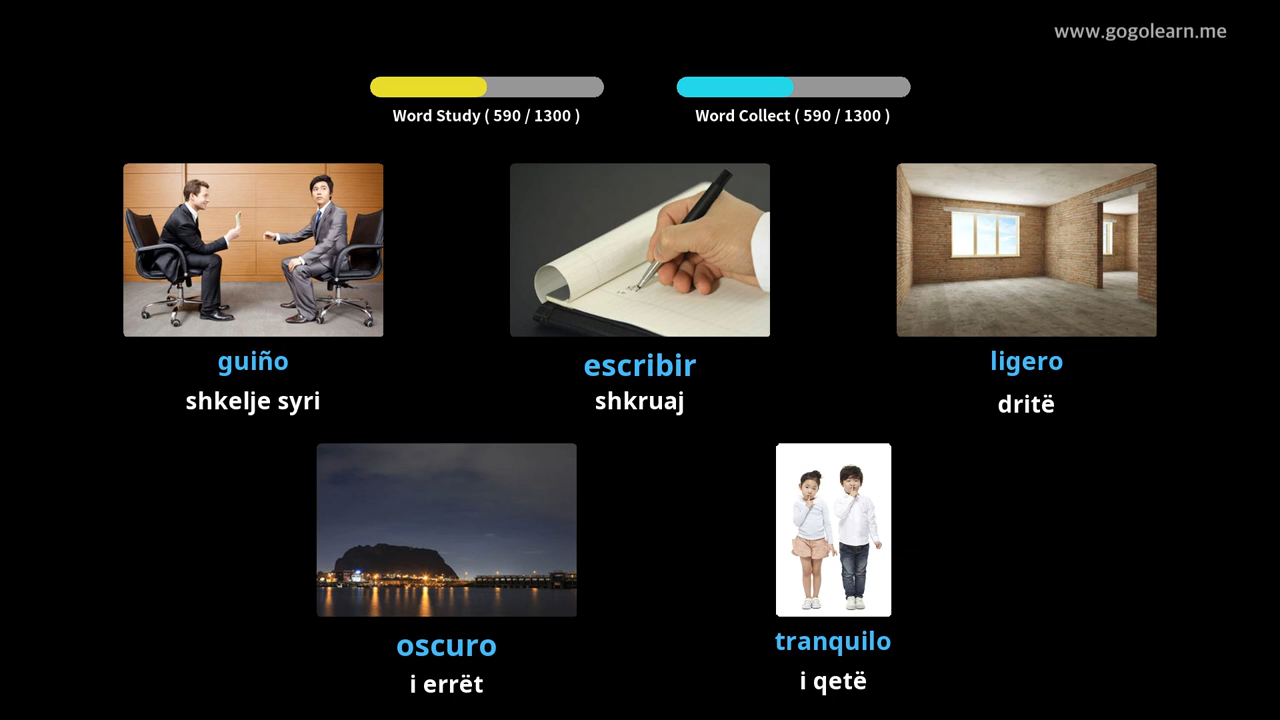 www.gogolearn.me
Word Study ( 590 / 1300 )
Word Collect ( 590 / 1300 )
guiño
escribir
ligero
shkelje syri
shkruaj
dritë
oscuro
tranquilo
i errët
i qetë